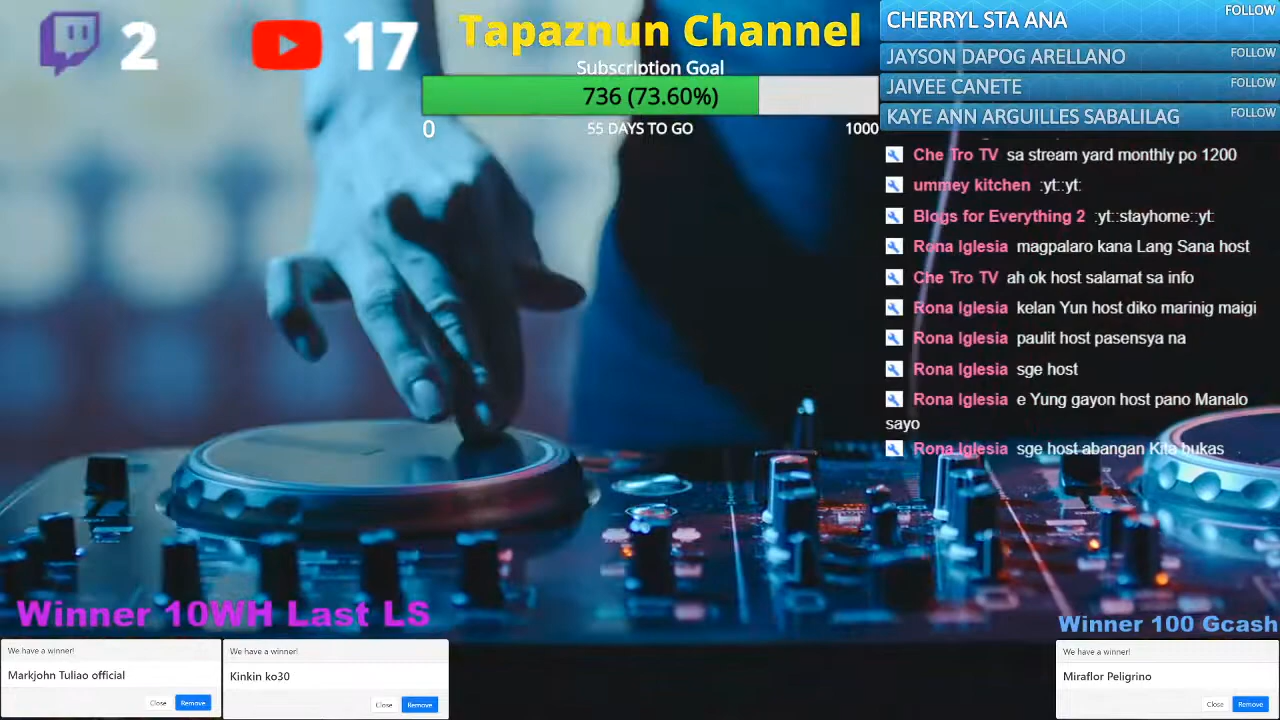 2
17
Tapaznun Channel
Subscription Goal
736 (73.60%)
0
55 DAYS TO GO
1000
CHERRYL STA ANA
FOLLOW
JAYSON DAPOG ARELLANO
FOLLOW
JAIVEE CANETE
FOLLOW
KAYE ANN ARGUILLES SABALILAG
FOLLOW
Che Tro TV sa stream yard monthly po 1200
ummey kitchen :yt::yt:
Blogs for Everything 2 :yt::stayhome::yt:
Rona Iglesia magpalaro kana Lang Sana host
Che Tro TV ah ok host salamat sa info
Rona Iglesia kelan Yun host diko marinig maigi
Rona Iglesia paulit host pasensya na
Rona Iglesia sge host
Rona Iglesia e Yung gayon host pano Manalo
sayo
Rona Iglesia sge host abangan Kita bukas
Winner 10WH Last LS
We have a winner!
Markjohn Tuliao official
Close Remove
We have a winner!
Kinkin ko30
Close Remove
Winner 100 Gcash
We have a winner!
Miraflor Peligrino
Close Remove